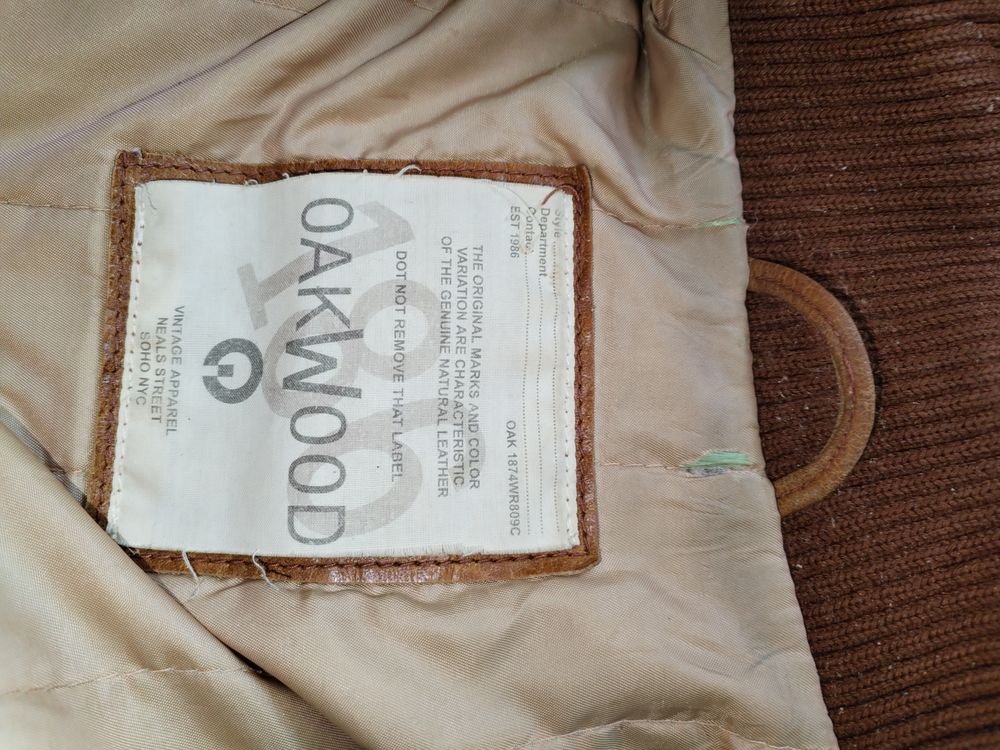 Style
Department
Contact
EST 1986
OAK 1874WR809C
THE ORIGINAL MARKS AND COLOR
VARIATION ARE CHARACTERISTIC
OF THE GENUINE NATURAL LEATHER
DOT NOT REMOVE THAT LABEL
OAKWOOD
VINTAGE APPAREL
NEALS STREET
SOHO NYC